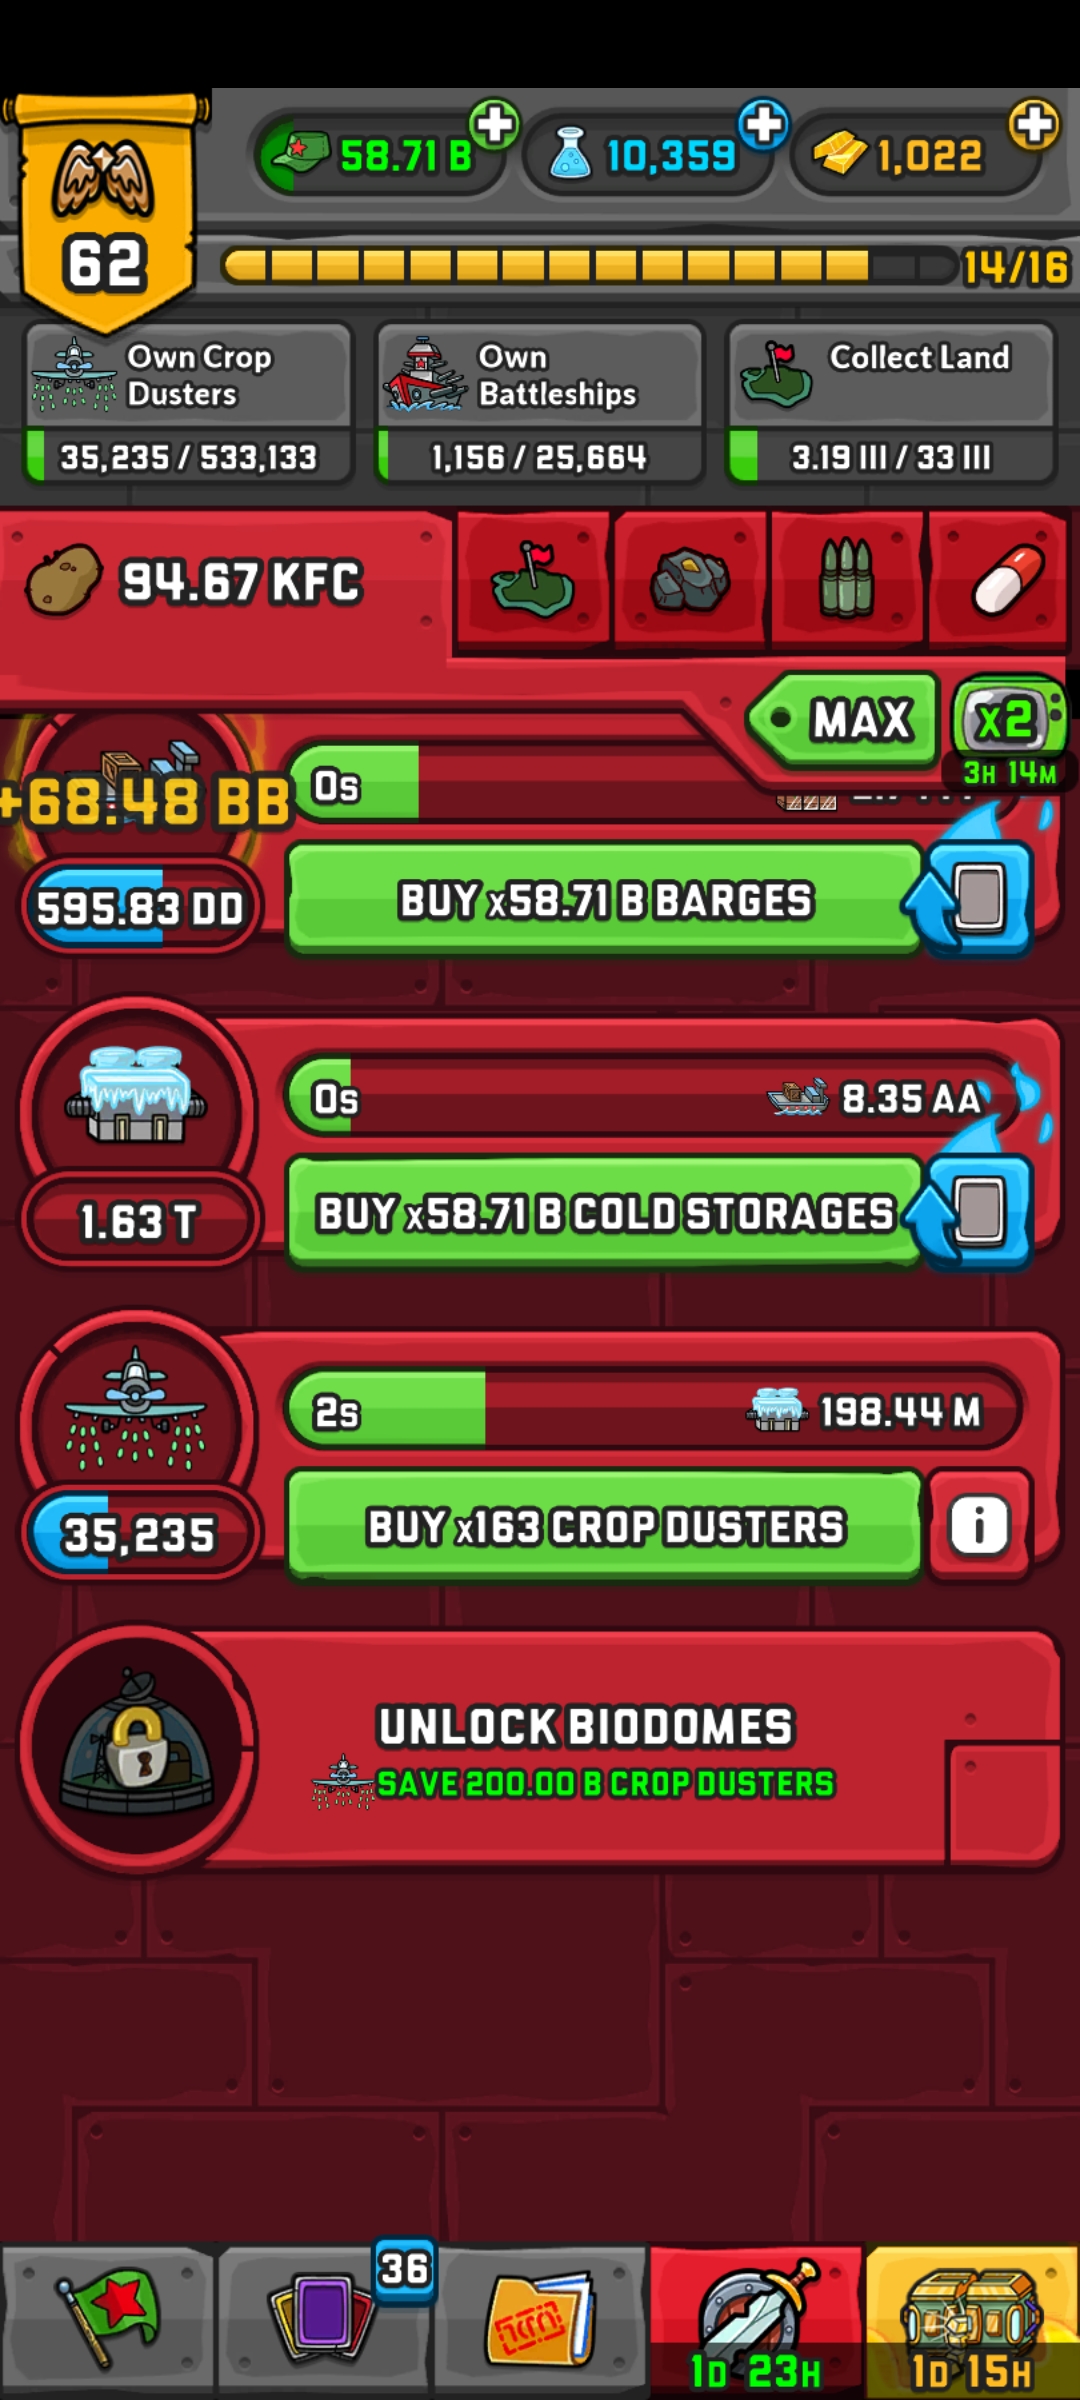 58.71 B
10,359
1,022
62
14/16
Own Crop
Dusters
35,235 / 533,133
Own
Battleships
1,156 / 25,664
Collect Land
3.19 III / 33 III
94.67 KFC
MAX
x2
3H 14M
+68.48 BB
0s
595.83 DD
BUY x58.71 B BARGES
0s
8.35 AA
1.63 T
BUY x58.71 B COLD STORAGES
2s
198.44 M
35,235
BUY x163 CROP DUSTERS
i
UNLOCK BIODOMES
SAVE 200.00 B CROP DUSTERS
36
1D 23H
1D 15H